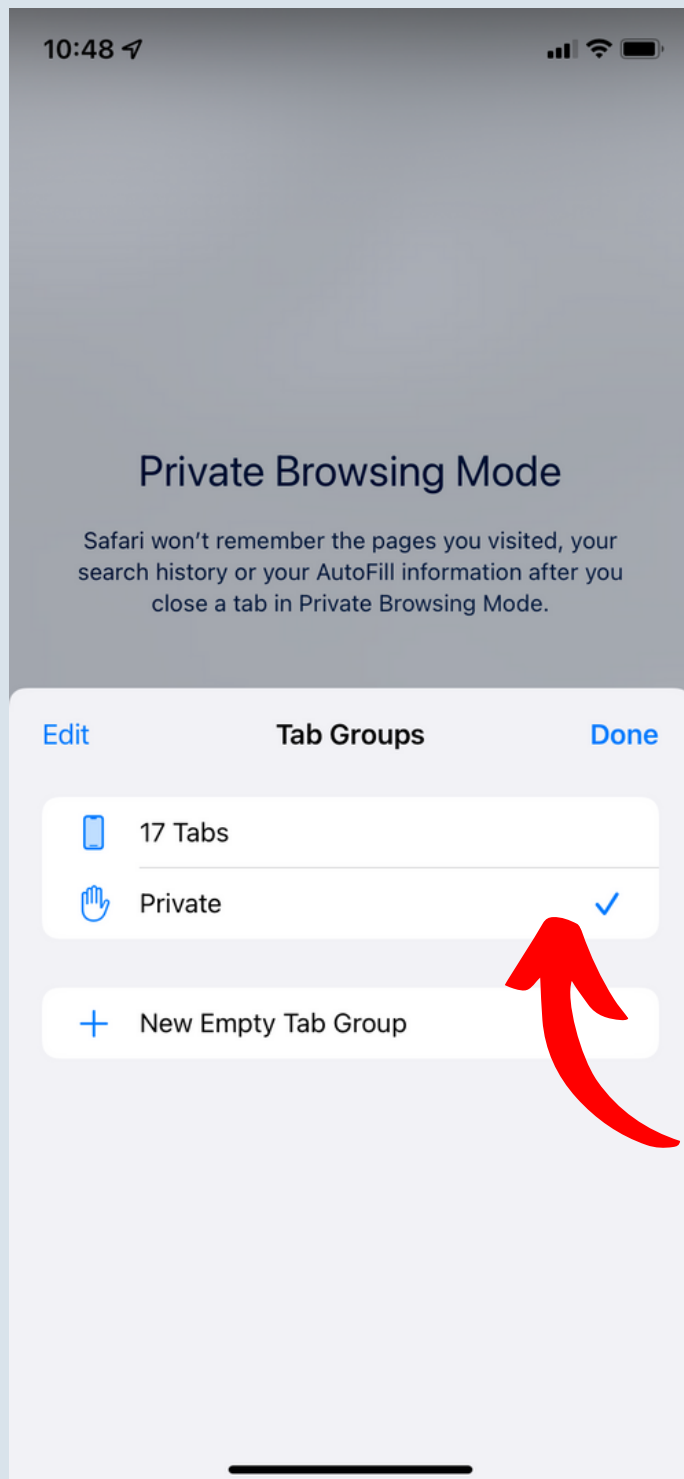 10:48
Private Browsing Mode
Safari won't remember the pages you visited, your
search history or your AutoFill information after you
close a tab in Private Browsing Mode.
Edit Tab Groups Done
17 Tabs
Private
New Empty Tab Group